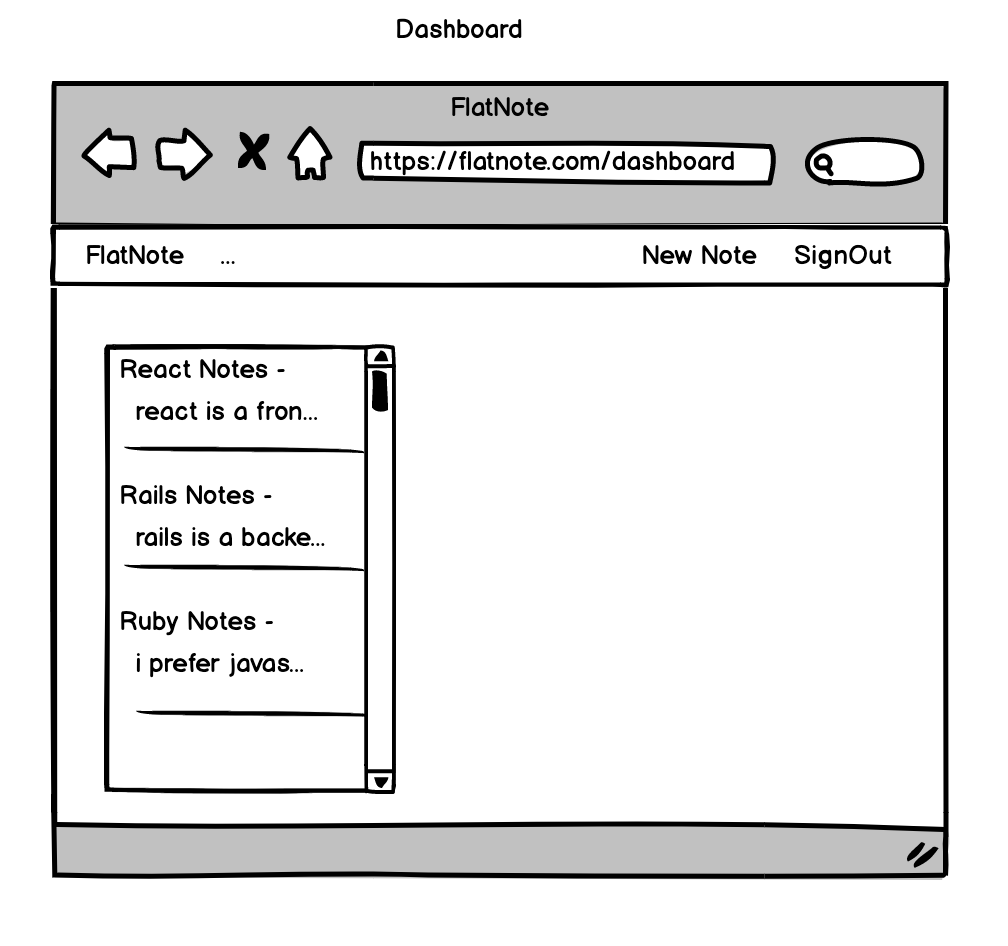 Dashboard
FlatNote
https://flatnote.com/dashboard
FlatNote ... New Note SignOut
React Notes -
react is a fron...
Rails Notes -
rails is a backe...
Ruby Notes -
i prefer javas...